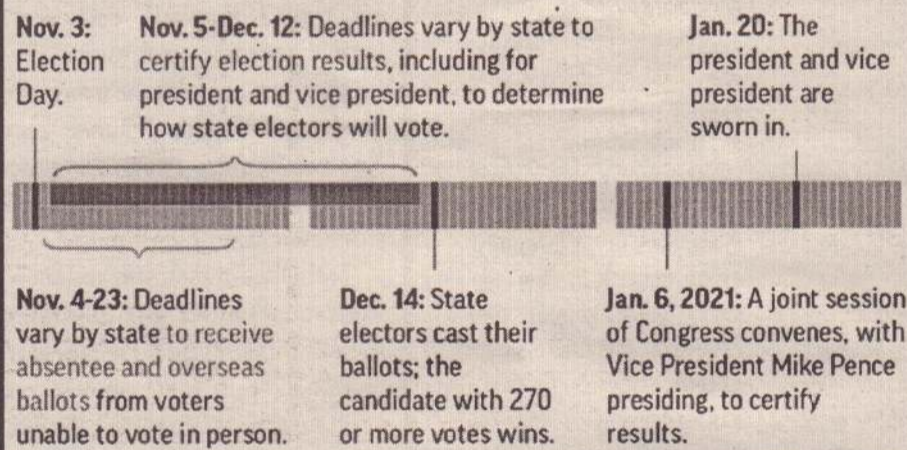 Nov. 3:
Election
Day.
Nov. 5-Dec. 12: Deadlines vary by state to
certify election results, including for
president and vice president, to determine
how state electors will vote.
Jan. 20: The
president and vice
president are
sworn in.
Nov. 4-23: Deadlines
vary by state to receive
absentee and overseas
ballots from voters
unable to vote in person.
Dec. 14: State
electors cast their
ballots; the
candidate with 270
or more votes wins.
Jan. 6, 2021: A joint session
of Congress convenes, with
Vice President Mike Pence
presiding, to certify
results.